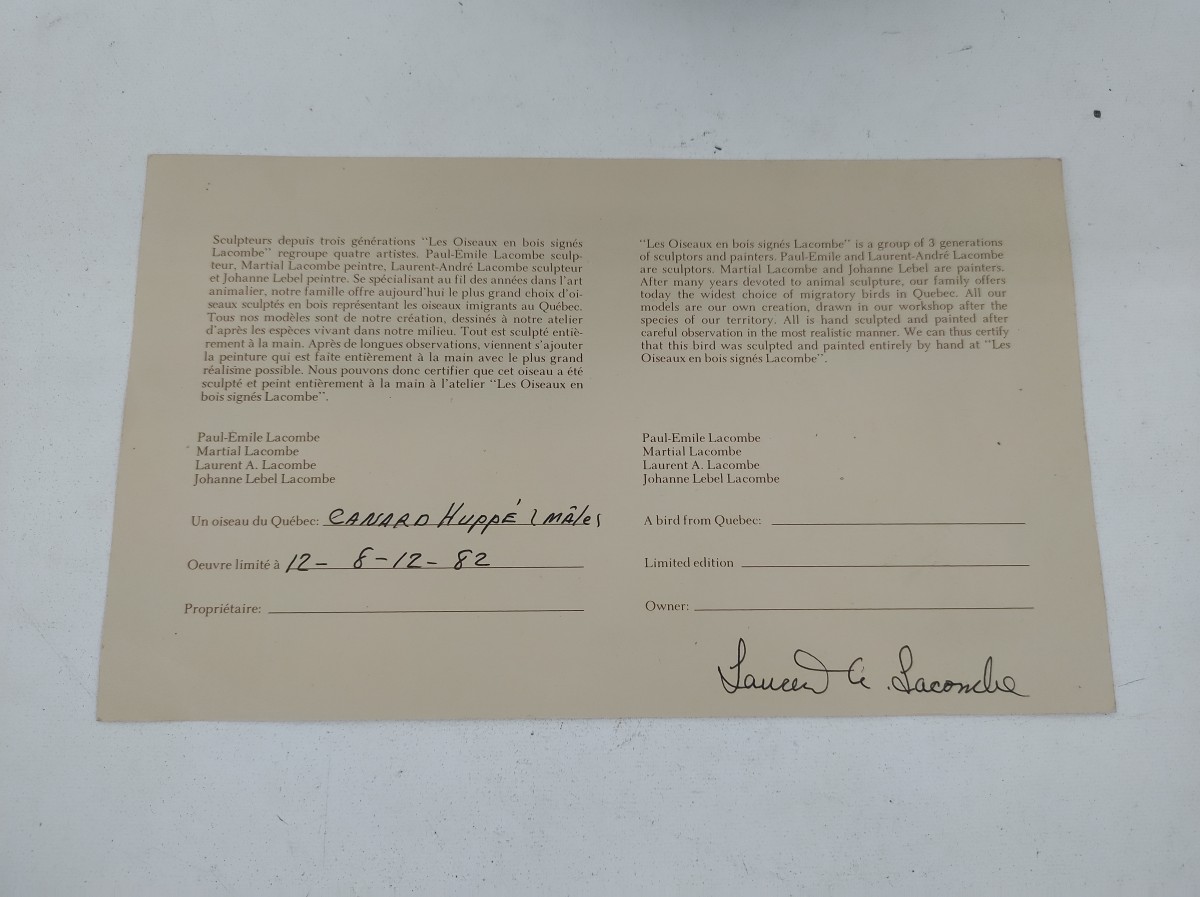 Sculpteurs depuis trois générations "Les Oiseaux en bois signés
Lacombe" regroupe quatre artistes. Paul-Émile Lacombe sculp-
teur, Martial Lacombe peintre, Laurent-André Lacombe sculpteur
et Johanne Lebel peintre. Se spécialisant au fil des années dans l'art
animalier, notre famille offre aujourd'hui le plus grand choix d'oi-
seaux sculptés en bois représentant les oiseaux imigrants au Québec.
Tous nos modèles sont de notre création, dessinés à notre atelier
d'après les espèces vivant dans notre milieu. Tout est sculpté entiè-
rement à la main. Après de longues observations, viennent s'ajouter
la peinture qui est faite entièrement à la main avec le plus grand
réalisme possible. Nous pouvons donc certifier que cet oiseau a été
sculpté et peint entièrement à la main à l'atelier "Les Oiseaux en
bois signés Lacombe".
Paul-Émile Lacombe
Martial Lacombe
Laurent A. Lacombe
Johanne Lebel Lacombe
Un oiseau du Québec: CANARD HUPPÉ MÂLES
Oeuvre limité à 12- 8-12-82
Propriétaire:
"Les Oiseaux en bois signés Lacombe" is a group of 3 generations
of sculptors and painters. Paul-Emile and Laurent-André Lacombe
are sculptors. Martial Lacombe and Johanne Lebel are painters.
After many years devoted to animal sculpture, our family offers
today the widest choice of migratory birds in Quebec. All our
models are our own creation, drawn in our workshop after the
species of our territory. All is hand sculpted and painted after
careful observation in the most realistic manner. We can thus certify
that this bird was sculpted and painted entirely by hand at "Les
Oiseaux en bois signés Lacombe".
Paul-Emile Lacombe
Martial Lacombe
Laurent A. Lacombe
Johanne Lebel Lacombe
A bird from Quebec:
Limited edition
Owner:
Laurent A. Lacombe